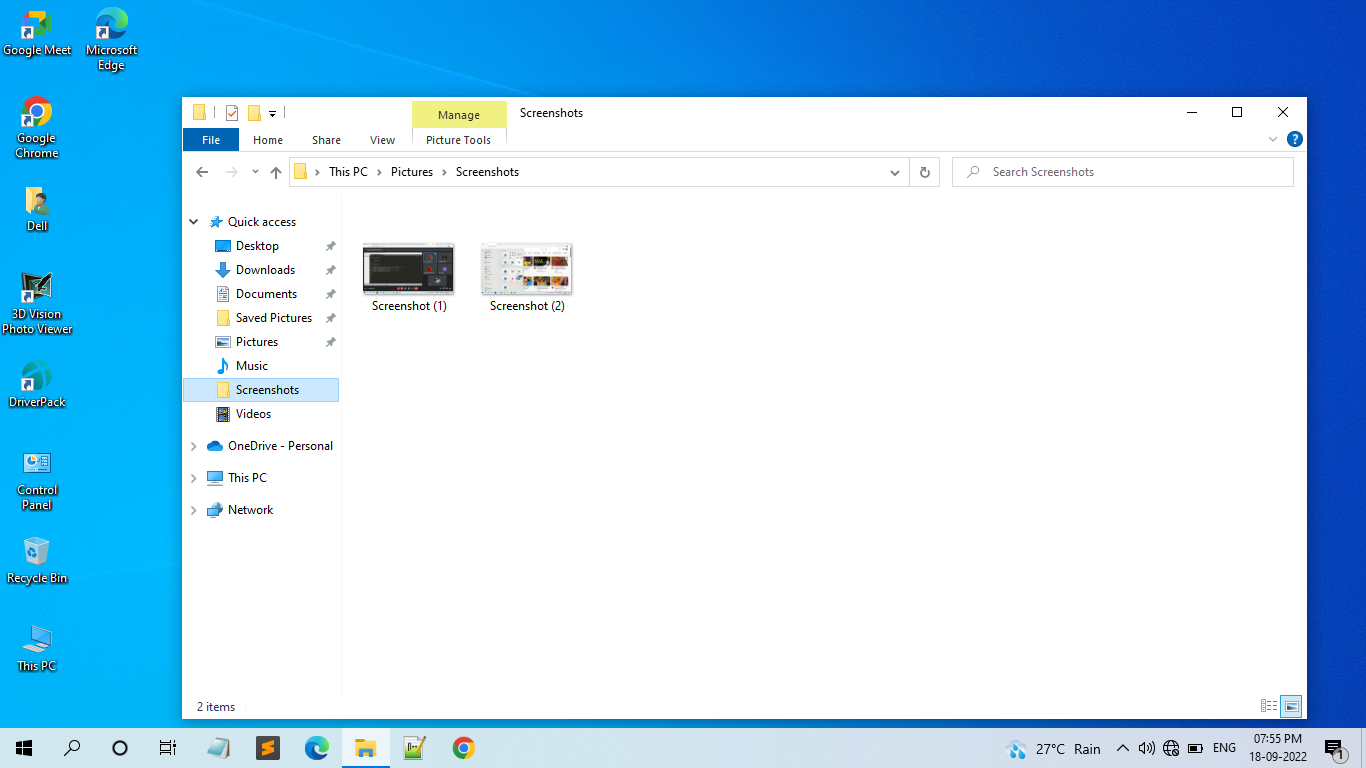 Google Meet
Microsoft
Edge
Google
Chrome
Dell
3D Vision
Photo Viewer
DriverPack
Control
Panel
Recycle Bin
This PC
Manage
Screenshots
File
Home
Share
View
Picture Tools
?
This PC
Pictures
Screenshots
Search Screenshots
Quick access
Desktop
Downloads
Documents
Saved Pictures
Pictures
Music
Screenshots
Videos
OneDrive - Personal
This PC
Network
Screenshot (1)
Screenshot (2)
2 items
27°C Rain
ENG
07:55 PM
18-09-2022
1